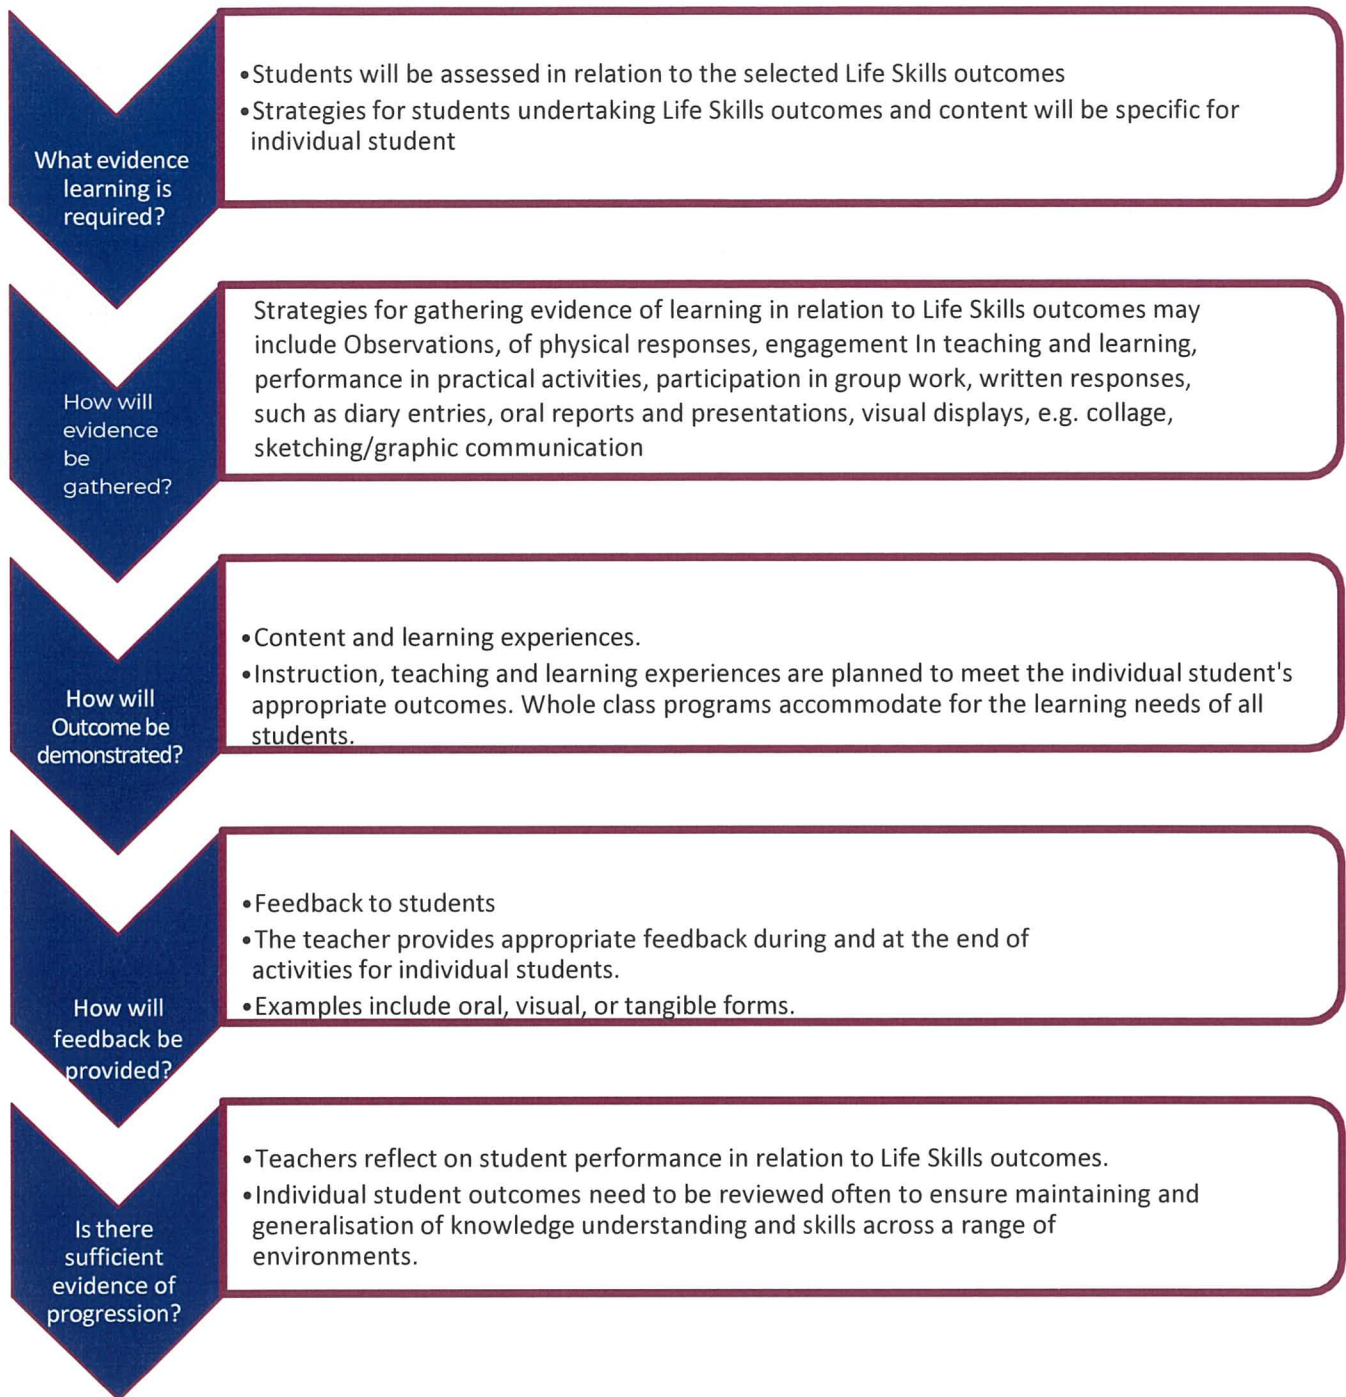 What evidence
learning is
required?
•Students will be assessed in relation to the selected Life Skills outcomes
•Strategies for students undertaking Life Skills outcomes and content will be specific for
individual student
How will
evidence
be
gathered?
Strategies for gathering evidence of learning in relation to Life Skills outcomes may
include Observations, of physical responses, engagement In teaching and learning,
performance in practical activities, participation in group work, written responses,
such as diary entries, oral reports and presentations, visual displays, e.g. collage,
sketching/graphic communication
How will
Outcome be
demonstrated?
•Content and learning experiences.
•Instruction, teaching and learning experiences are planned to meet the individual student's
appropriate outcomes. Whole class programs accommodate for the learning needs of all
students.
How will
feedback be
provided?
•Feedback to students
•The teacher provides appropriate feedback during and at the end of
activities for individual students.
•Examples include oral, visual, or tangible forms.
Is there
sufficient
evidence of
progression?
•Teachers reflect on student performance in relation to Life Skills outcomes.
•Individual student outcomes need to be reviewed often to ensure maintaining and
generalisation of knowledge understanding and skills across a range of
environments.